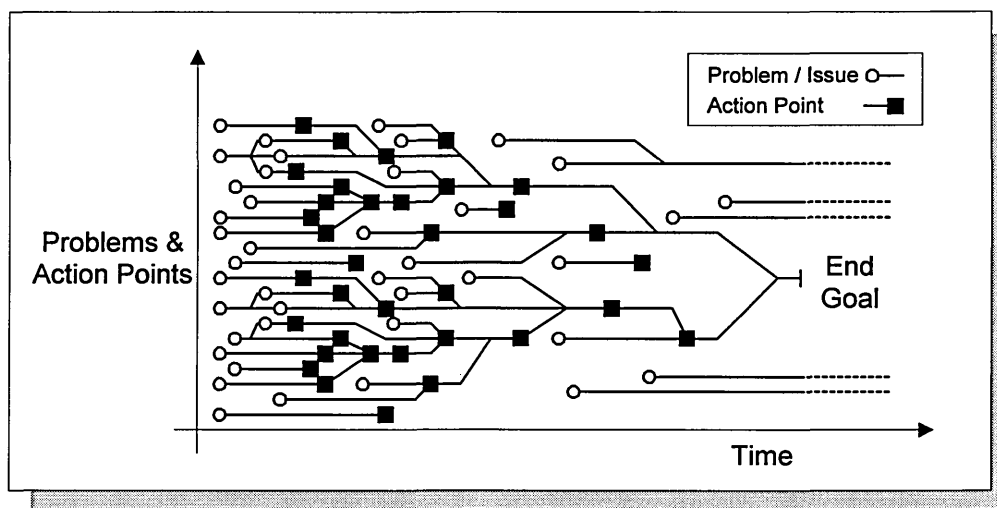 Problem / Issue
Action Point
Problems &
Action Points
End
Goal
Time